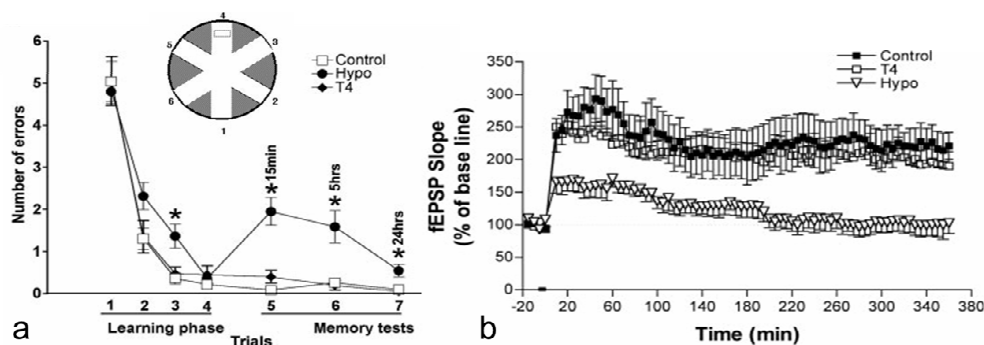 4
5
3
6
2
1
Control
Hypo
T4
Number of errors
6
5
4
3
2
1
0
* *15min
* 5hrs
*24hrs
1 2 3 4 5 6 7
Learning phase Memory tests
Trials
a
Control
T4
Hypo
fEPSP Slope
(% of base line)
350
300
250
200
150
100
50
0
-20 20 60 100 140 180 220 260 300 340 380
Time (min)
b